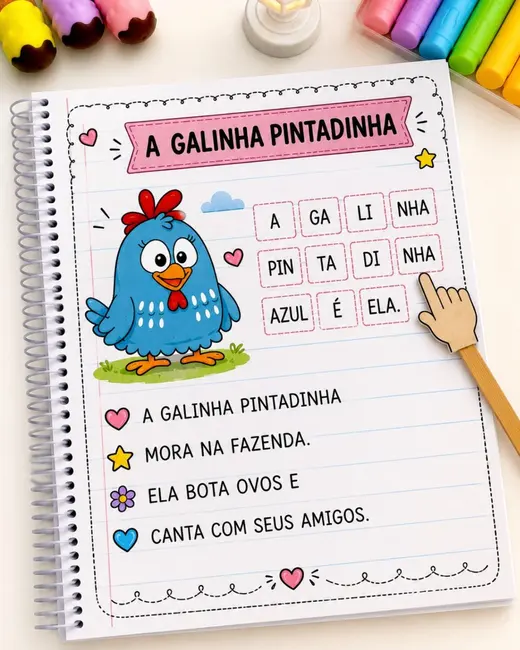 A GALINHA PINTADINHA
A GA LI NHA
PIN TA DI NHA
AZUL É ELA.
A GALINHA PINTADINHA
MORA NA FAZENDA.
ELA BOTA OVOS E
CANTA COM SEUS AMIGOS.